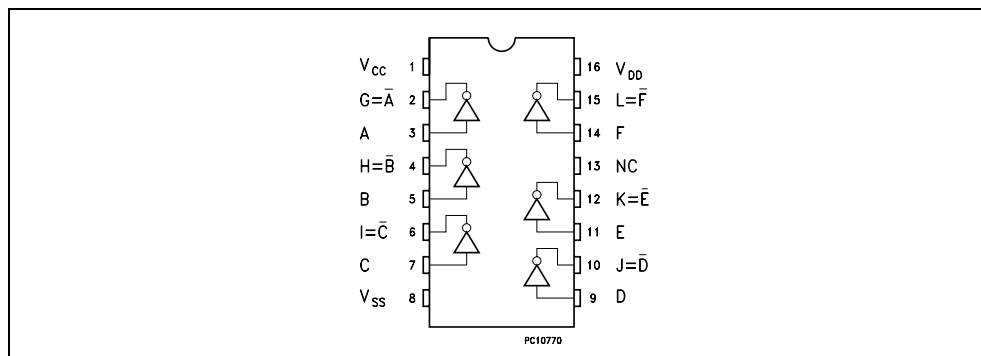 V_CC 1 16 V_DD
G=A̅ 2 15 L=F̅
A 3 14 F
H=B̅ 4 13 NC
B 5 12 K=E̅
I=C̅ 6 11 E
C 7 10 J=D̅
V_SS 8 9 D
PC10770